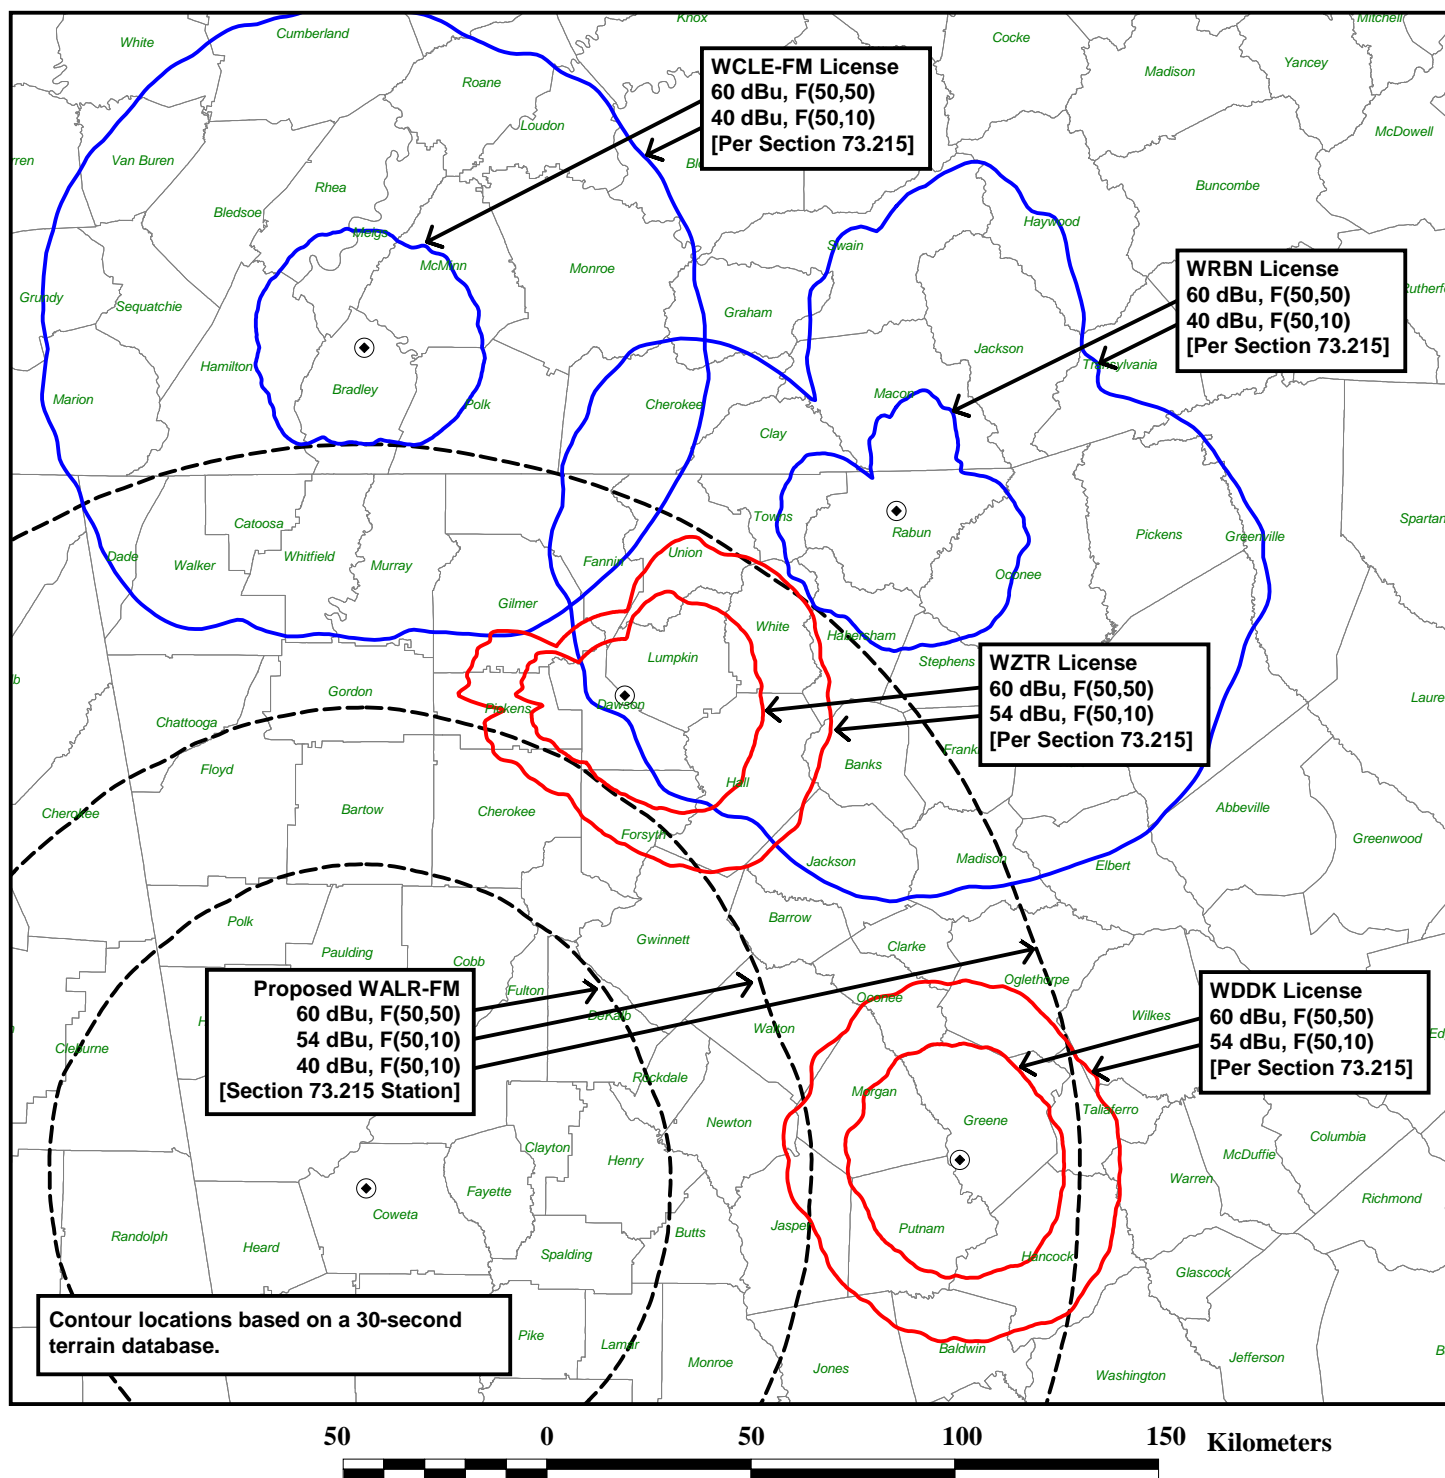 Knox
Mitchell
White
Cumberland
Cocke
Yancey
Madison
Roane
WCLE-FM License
60 dBu, F(50,50)
40 dBu, F(50,10)
[Per Section 73.215]
Loudon
McDowell
Van Buren
Rhea
Buncombe
Bledsoe
Haywood
Meigs
Swain
McMinn
Monroe
WRBN License
60 dBu, F(50,50)
40 dBu, F(50,10)
[Per Section 73.215]
Grundy
Sequatchie
Graham
Jackson
Hamilton
Transylvania
Bradley
Macon
Marion
Polk
Cherokee
Clay
Catoosa
Towns
Rabun
Pickens
Greenville
Dade
Walker
Whitfield
Murray
Fannin
Union
Oconee
Gilmer
White
Habersham
Lumpkin
Stephens
WZTR License
60 dBu, F(50,50)
54 dBu, F(50,10)
[Per Section 73.215]
Gordon
Chattooga
Pickens
Dawson
Floyd
Banks
Hall
Cherokee
Bartow
Cherokee
Forsyth
Abbeville
Greenwood
Jackson
Madison
Elbert
Polk
Paulding
Cobb
Gwinnett
Barrow
Clarke
Oglethorpe
Proposed WALR-FM
60 dBu, F(50,50)
54 dBu, F(50,10)
40 dBu, F(50,10)
[Section 73.215 Station]
Fulton
DeKalb
Oconee
Walton
Wilkes
WDDK License
60 dBu, F(50,50)
54 dBu, F(50,10)
[Per Section 73.215]
Cleburne
Rockdale
Morgan
Newton
Greene
Taliaferro
Clayton
Henry
Columbia
McDuffie
Warren
Richmond
Fayette
Coweta
Randolph
Heard
Spalding
Butts
Jasper
Putnam
Hancock
Glascock
Contour locations based on a 30-second
terrain database.
Pike
Lamar
Monroe
Jones
Baldwin
Washington
Jefferson
50 0 50 100 150 Kilometers